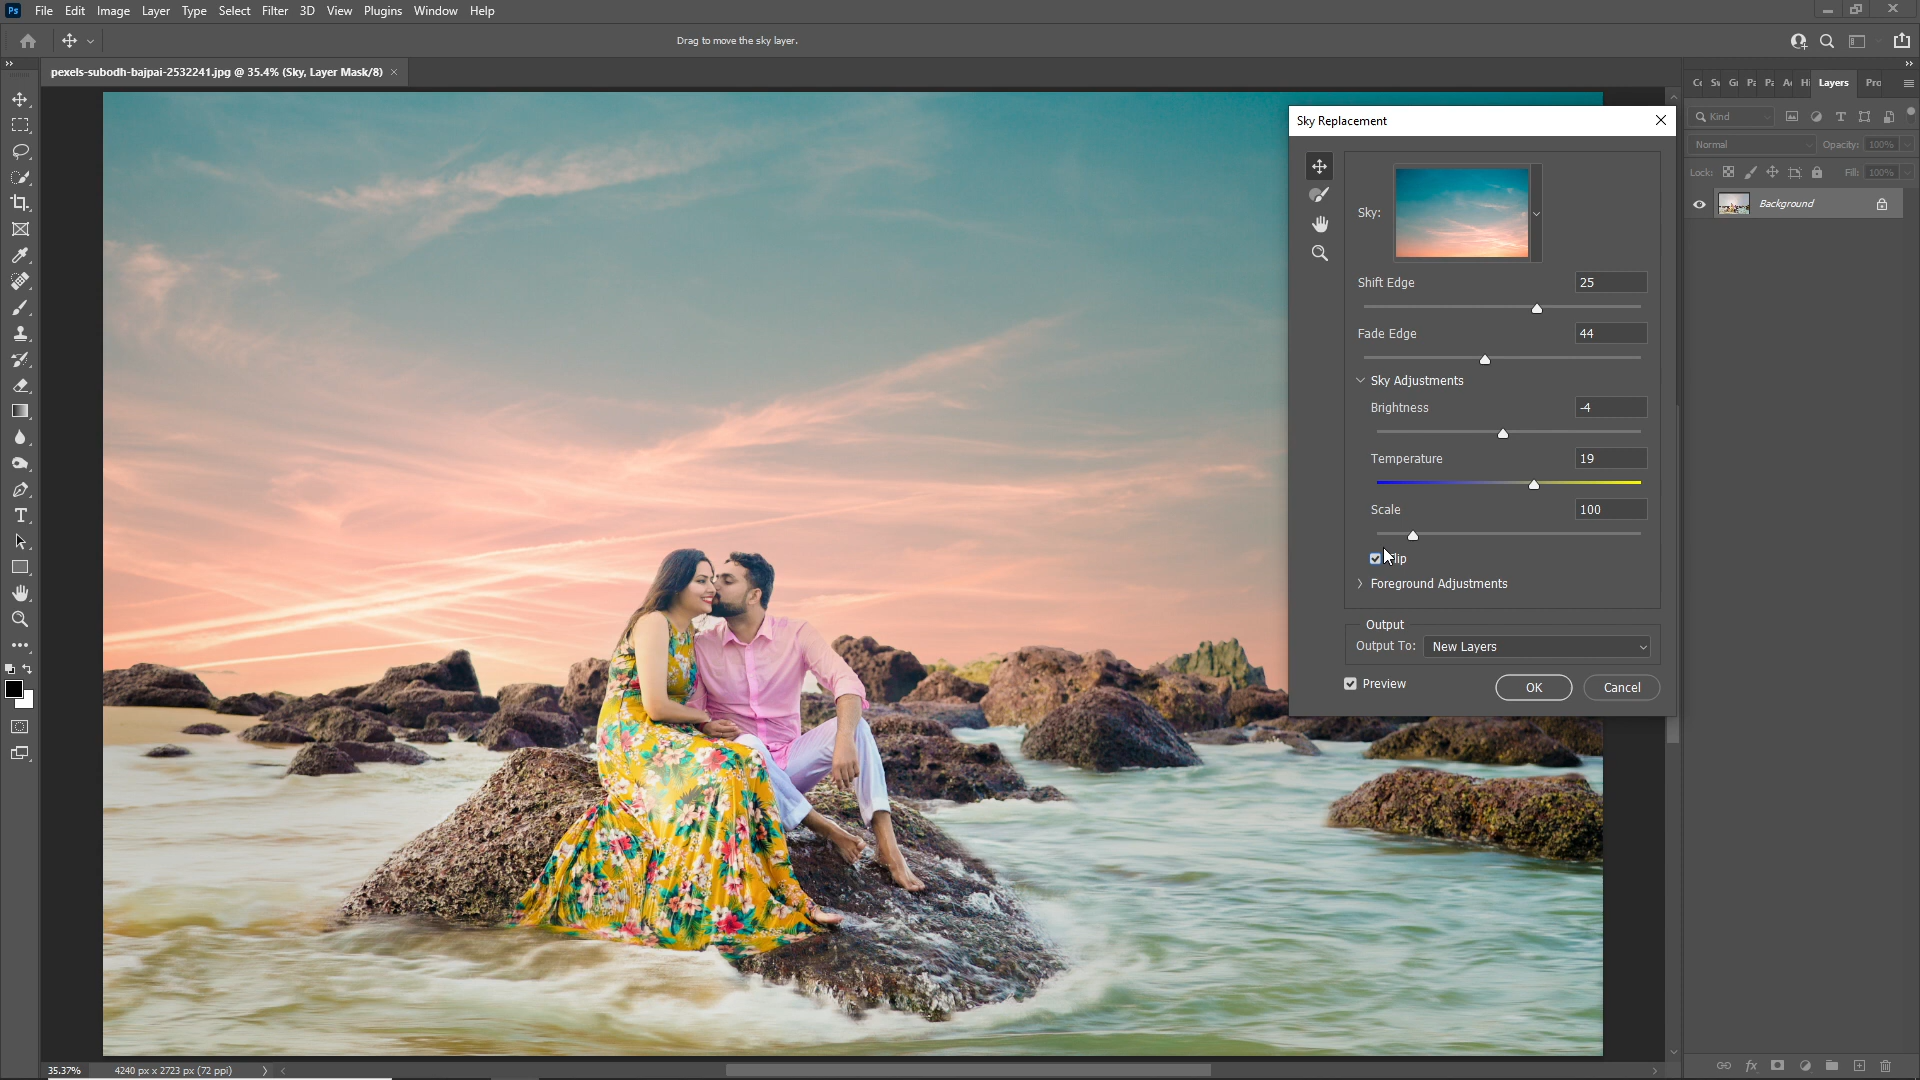 Ps File Edit Image Layer Type Select Filter 3D View Plugins Window Help
Drag to move the sky layer.
pexels-subodh-bajpai-2532241.jpg @ 35.4% (Sky, Layer Mask/8) ×
Layers Pro
Kind
Normal Opacity: 100%
Lock: Fill: 100%
Background
Sky Replacement
Sky:
Shift Edge 25
Fade Edge 44
Sky Adjustments
Brightness -4
Temperature 19
Scale 100
Flip
Foreground Adjustments
Output
Output To: New Layers
Preview OK Cancel
35.37% 4240 px x 2723 px (72 ppi)